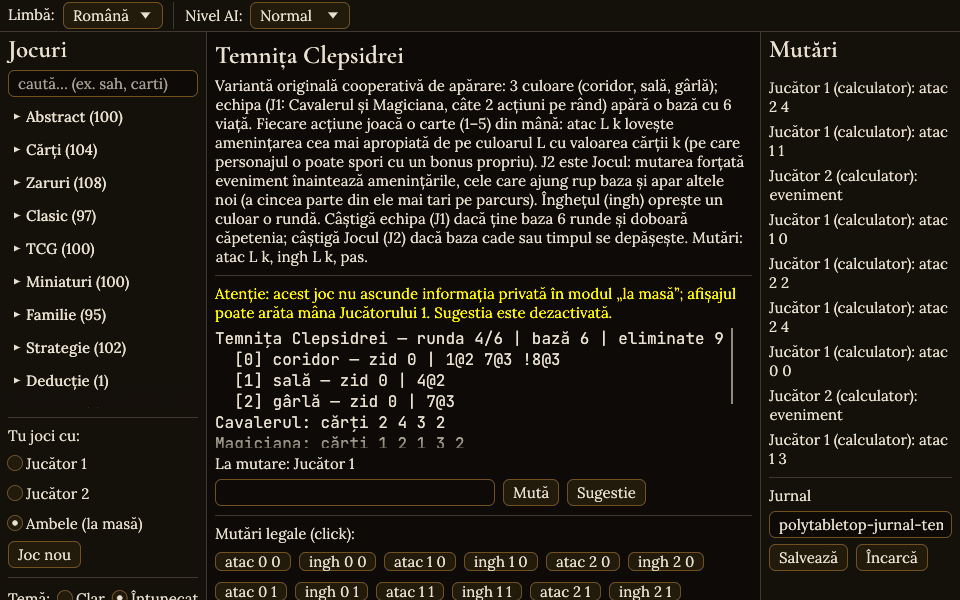 Limbă: Română ▼ Nivel AI: Normal ▼
Jocuri
caută... (ex. sah, carti)
▸ Abstract (100)
▸ Cărți (104)
▸ Zaruri (108)
▸ Clasic (97)
▸ TCG (100)
▸ Miniaturi (100)
▸ Familie (95)
▸ Strategie (102)
▸ Deducție (1)
Tu joci cu:
Jucător 1
Jucător 2
Ambele (la masă)
Joc nou
Temă: Clar Întunecat
Temnița Clepsidrei
Variantă originală cooperativă de apărare: 3 culoare (coridor, sală, gârlă);
echipa (J1: Cavalerul și Magiciana, câte 2 acțiuni pe rând) apără o bază cu 6
viață. Fiecare acțiune joacă o carte (1–5) din mână: atac L k lovește
amenințarea cea mai apropiată de pe culoarul L cu valoarea cărții k (pe care
personajul o poate spori cu un bonus propriu). J2 este Jocul: mutarea forțată
eveniment înaintează amenințările, cele care ajung rup baza și apar altele
noi (a cincea parte din ele mai tari pe parcurs). Înghețul (ingh) oprește un
culoar o rundă. Câștigă echipa (J1) dacă ține baza 6 runde și doboară
căpetenia; câștigă Jocul (J2) dacă baza cade sau timpul se depășește. Mutări:
atac L k, ingh L k, pas.
Atenție: acest joc nu ascunde informația privată în modul „la masă”; afișajul
poate arăta mâna Jucătorului 1. Sugestia este dezactivată.
Temnița Clepsidrei — runda 4/6 | bază 6 | eliminate 9
[0] coridor — zid 0 | 1@2 7@3 !8@3
[1] sală — zid 0 | 4@2
[2] gârlă — zid 0 | 7@3
Cavalerul: cărți 2 4 3 2
Magiciana: cărți 1 2 1 3 2
La mutare: Jucător 1
Mută Sugestie
Mutări legale (click):
atac 0 0 ingh 0 0 atac 1 0 ingh 1 0 atac 2 0 ingh 2 0
atac 0 1 ingh 0 1 atac 1 1 ingh 1 1 atac 2 1 ingh 2 1
Mutări
Jucător 1 (calculator): atac
2 4
Jucător 1 (calculator): atac
1 1
Jucător 2 (calculator):
eveniment
Jucător 1 (calculator): atac
1 0
Jucător 1 (calculator): atac
2 2
Jucător 1 (calculator): atac
2 4
Jucător 1 (calculator): atac
0 0
Jucător 2 (calculator):
eveniment
Jucător 1 (calculator): atac
1 3
Jurnal
polytabletop-jurnal-ten
Salvează Încarcă